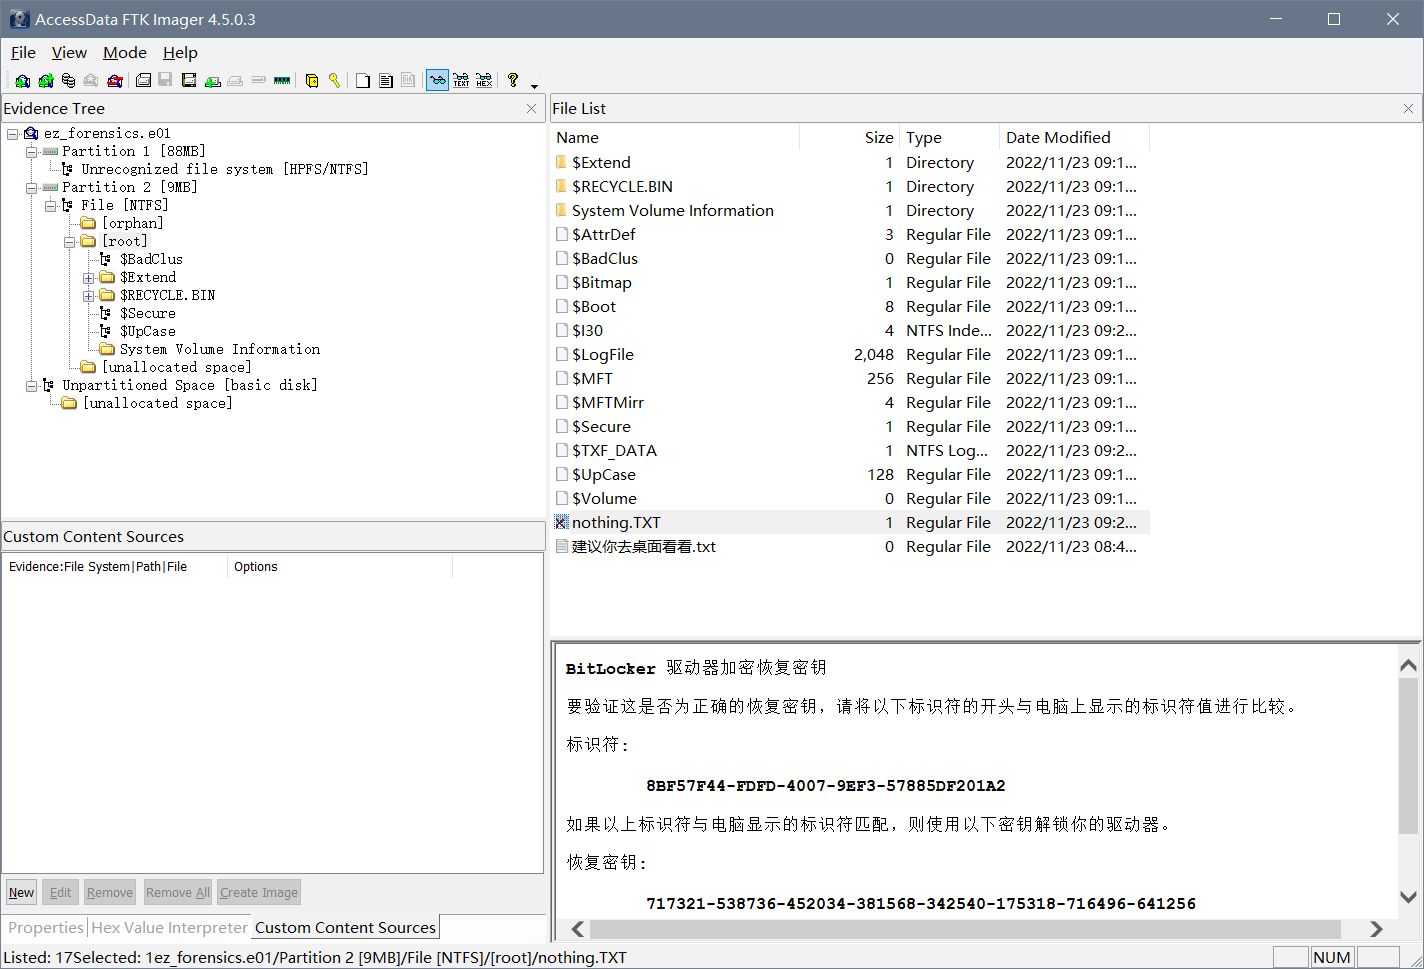 AccessData FTK Imager 4.5.0.3
File View Mode Help
Evidence Tree
ez_forensics.e01
Partition 1 [88MB]
Unrecognized file system [HPFS/NTFS]
Partition 2 [9MB]
File [NTFS]
[orphan]
[root]
$BadClus
$Extend
$RECYCLE.BIN
$Secure
$UpCase
System Volume Information
[unallocated space]
Unpartitioned Space [basic disk]
[unallocated space]
Custom Content Sources
Evidence:File System|Path|File Options
New Edit Remove Remove All Create Image
Properties Hex Value Interpreter Custom Content Sources
File List
Name Size Type Date Modified
$Extend 1 Directory 2022/11/23 09:1...
$RECYCLE.BIN 1 Directory 2022/11/23 09:1...
System Volume Information 1 Directory 2022/11/23 09:1...
$AttrDef 3 Regular File 2022/11/23 09:1...
$BadClus 0 Regular File 2022/11/23 09:1...
$Bitmap 1 Regular File 2022/11/23 09:1...
$Boot 8 Regular File 2022/11/23 09:1...
$I30 4 NTFS Inde... 2022/11/23 09:2...
$LogFile 2,048 Regular File 2022/11/23 09:1...
$MFT 256 Regular File 2022/11/23 09:1...
$MFTMirr 4 Regular File 2022/11/23 09:1...
$Secure 1 Regular File 2022/11/23 09:1...
$TXF_DATA 1 NTFS Log... 2022/11/23 09:2...
$UpCase 128 Regular File 2022/11/23 09:1...
$Volume 0 Regular File 2022/11/23 09:1...
nothing.TXT 1 Regular File 2022/11/23 09:2...
建议你去桌面看看.txt 0 Regular File 2022/11/23 08:4...
BitLocker 驱动器加密恢复密钥
要验证这是否为正确的恢复密钥，请将以下标识符的开头与电脑上显示的标识符值进行比较。
标识符：
8BF57F44-FDFD-4007-9EF3-57885DF201A2
如果以上标识符与电脑显示的标识符匹配，则使用以下密钥解锁你的驱动器。
恢复密钥：
717321-538736-452034-381568-342540-175318-716496-641256
Listed: 17Selected: 1ez_forensics.e01/Partition 2 [9MB]/File [NTFS]/[root]/nothing.TXT
NUM